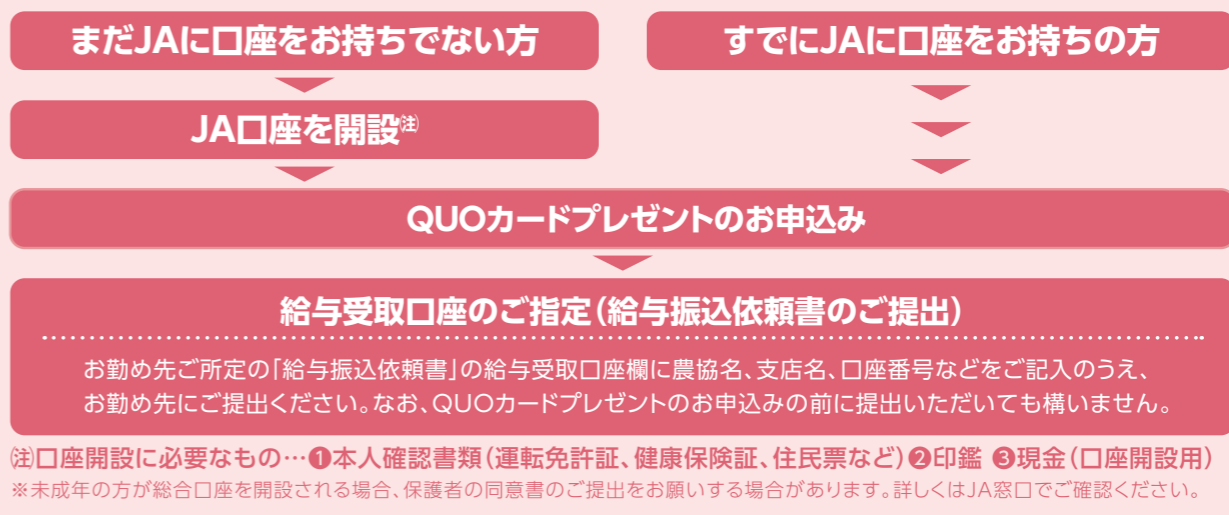 まだJAに口座をお持ちでない方
すでにJAに口座をお持ちの方
JA口座を開設㊟
QUOカードプレゼントのお申込み
給与受取口座のご指定(給与振込依頼書のご提出)
お勤め先ご所定の「給与振込依頼書」の給与受取口座欄に農協名、支店名、口座番号などをご記入のうえ、
お勤め先にご提出ください。なお、QUOカードプレゼントのお申込みの前に提出いただいても構いません。
㊟口座開設に必要なもの…❶本人確認書類(運転免許証、健康保険証、住民票など)❷印鑑 ❸現金(口座開設用)
※未成年の方が総合口座を開設される場合、保護者の同意書のご提出をお願いする場合があります。詳しくはJA窓口でご確認ください。